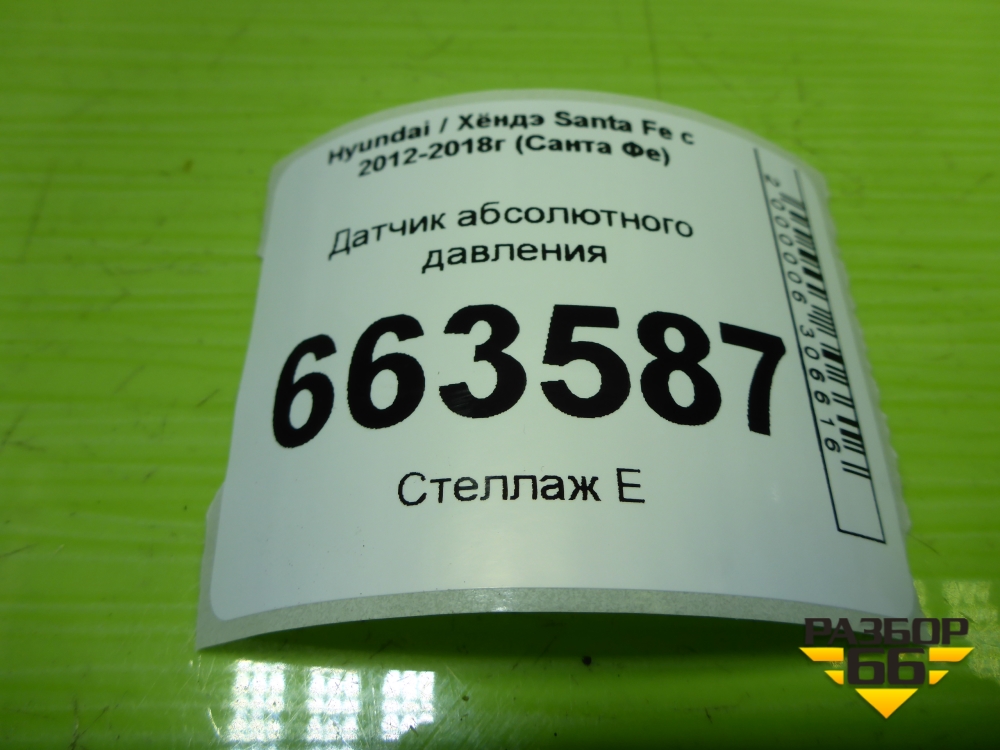 Hyundai / Хёндэ Santa Fe с
2012-2018г (Санта Фе)
Датчик абсолютного
давления
663587
Стеллаж Е
2000006306616
РАЗБОР
66